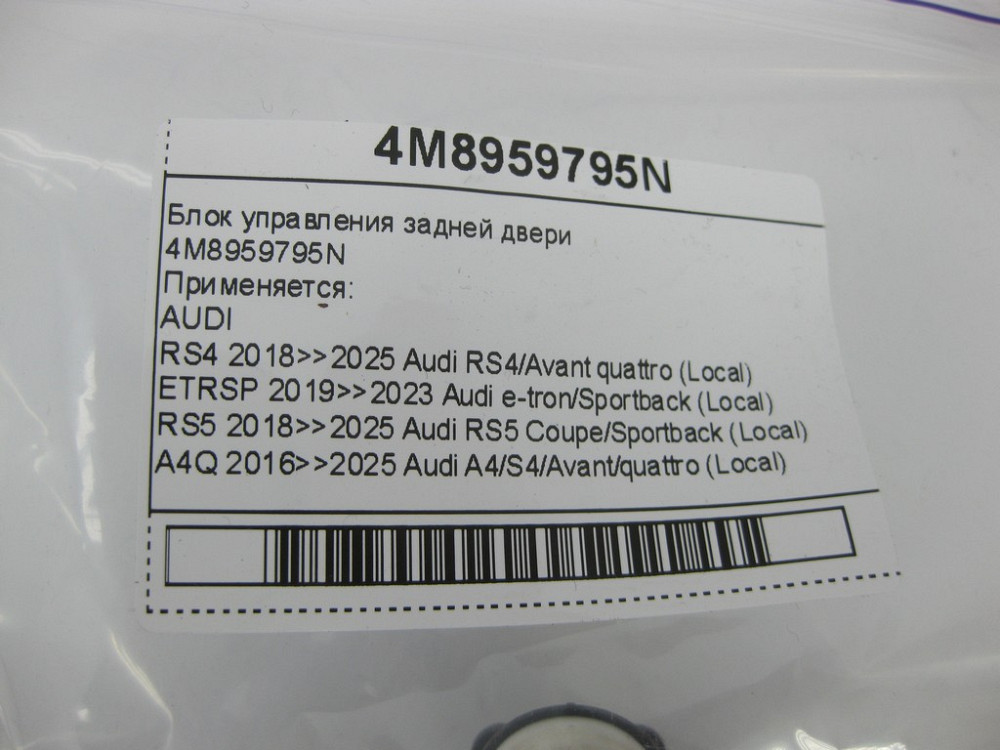 4M8959795N
Блок управления задней двери
4M8959795N
Применяется:
AUDI
RS4 2018>>2025 Audi RS4/Avant quattro (Local)
ETRSP 2019>>2023 Audi e-tron/Sportback (Local)
RS5 2018>>2025 Audi RS5 Coupe/Sportback (Local)
A4Q 2016>>2025 Audi A4/S4/Avant/quattro (Local)